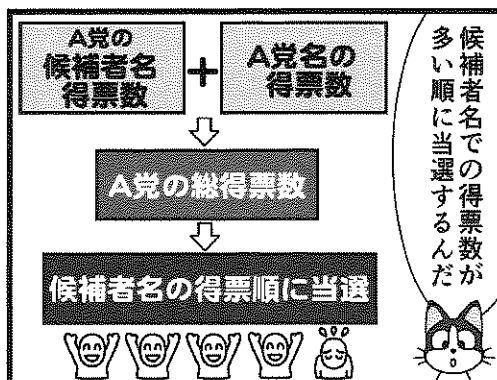 候補者名での得票数が
多い順に当選するんだ
A党の
候補者名
得票数
+
A党名の
得票数
A党の総得票数
候補者名の得票順に当選